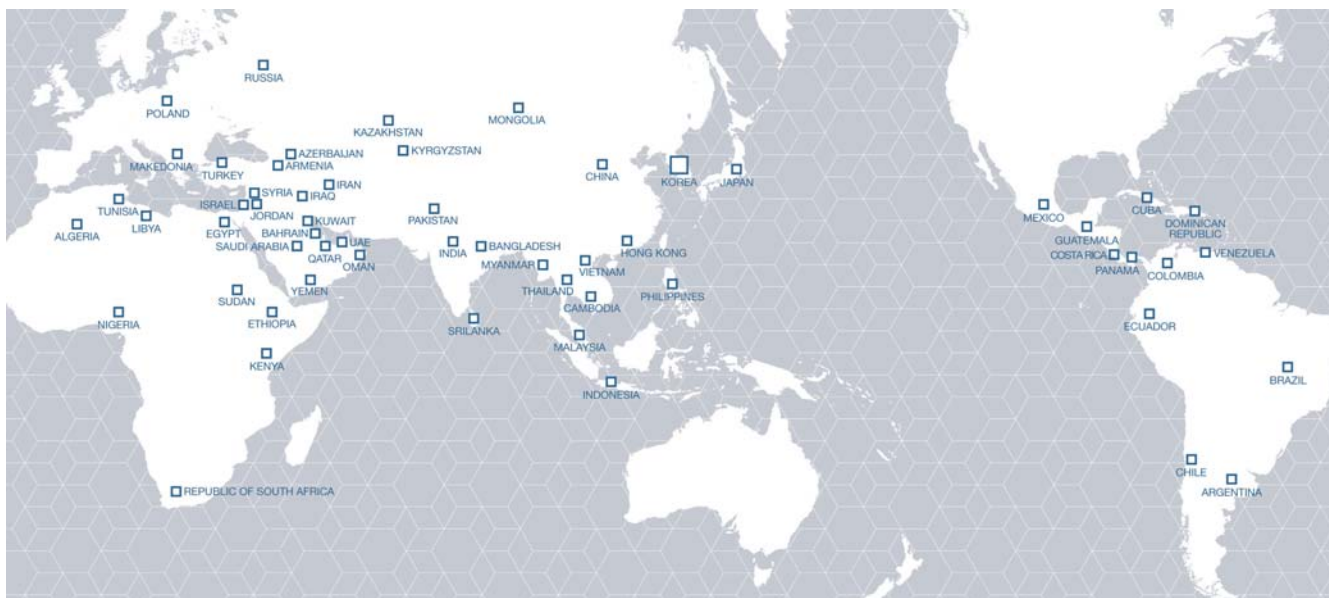 RUSSIA
POLAND
MONGOLIA
KAZAKHSTAN
KYRGYZSTAN
AZERBAIJAN
ARMENIA
MAKEDONIA
TURKEY
CHINA
KOREA
JAPAN
IRAN
SYRIA
IRAQ
ISRAEL
JORDAN
TUNISIA
LIBYA
ALGERIA
EGYPT
KUWAIT
BAHRAIN
SAUDI ARABIA
QATAR
UAE
OMAN
YEMEN
PAKISTAN
INDIA
BANGLADESH
MYANMAR
HONG KONG
VIETNAM
THAILAND
CAMBODIA
PHILIPPINES
SUDAN
ETHIOPIA
NIGERIA
KENYA
SRILANKA
MALAYSIA
INDONESIA
REPUBLIC OF SOUTH AFRICA
MEXICO
CUBA
DOMINICAN
REPUBLIC
GUATEMALA
COSTA RICA
PANAMA
COLOMBIA
VENEZUELA
ECUADOR
BRAZIL
CHILE
ARGENTINA